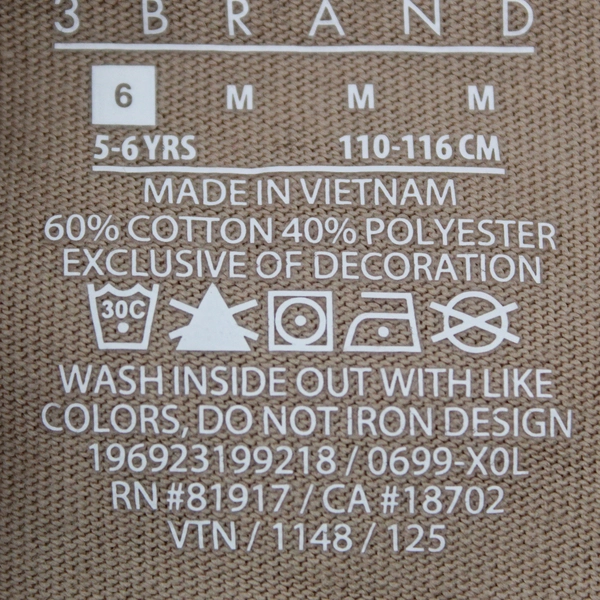 3 BRAND
6 M M M
5-6 YRS 110-116 CM
MADE IN VIETNAM
60% COTTON 40% POLYESTER
EXCLUSIVE OF DECORATION
30C
WASH INSIDE OUT WITH LIKE
COLORS, DO NOT IRON DESIGN
196923199218 / 0699-X0L
RN #81917 / CA #18702
VTN / 1148 / 125